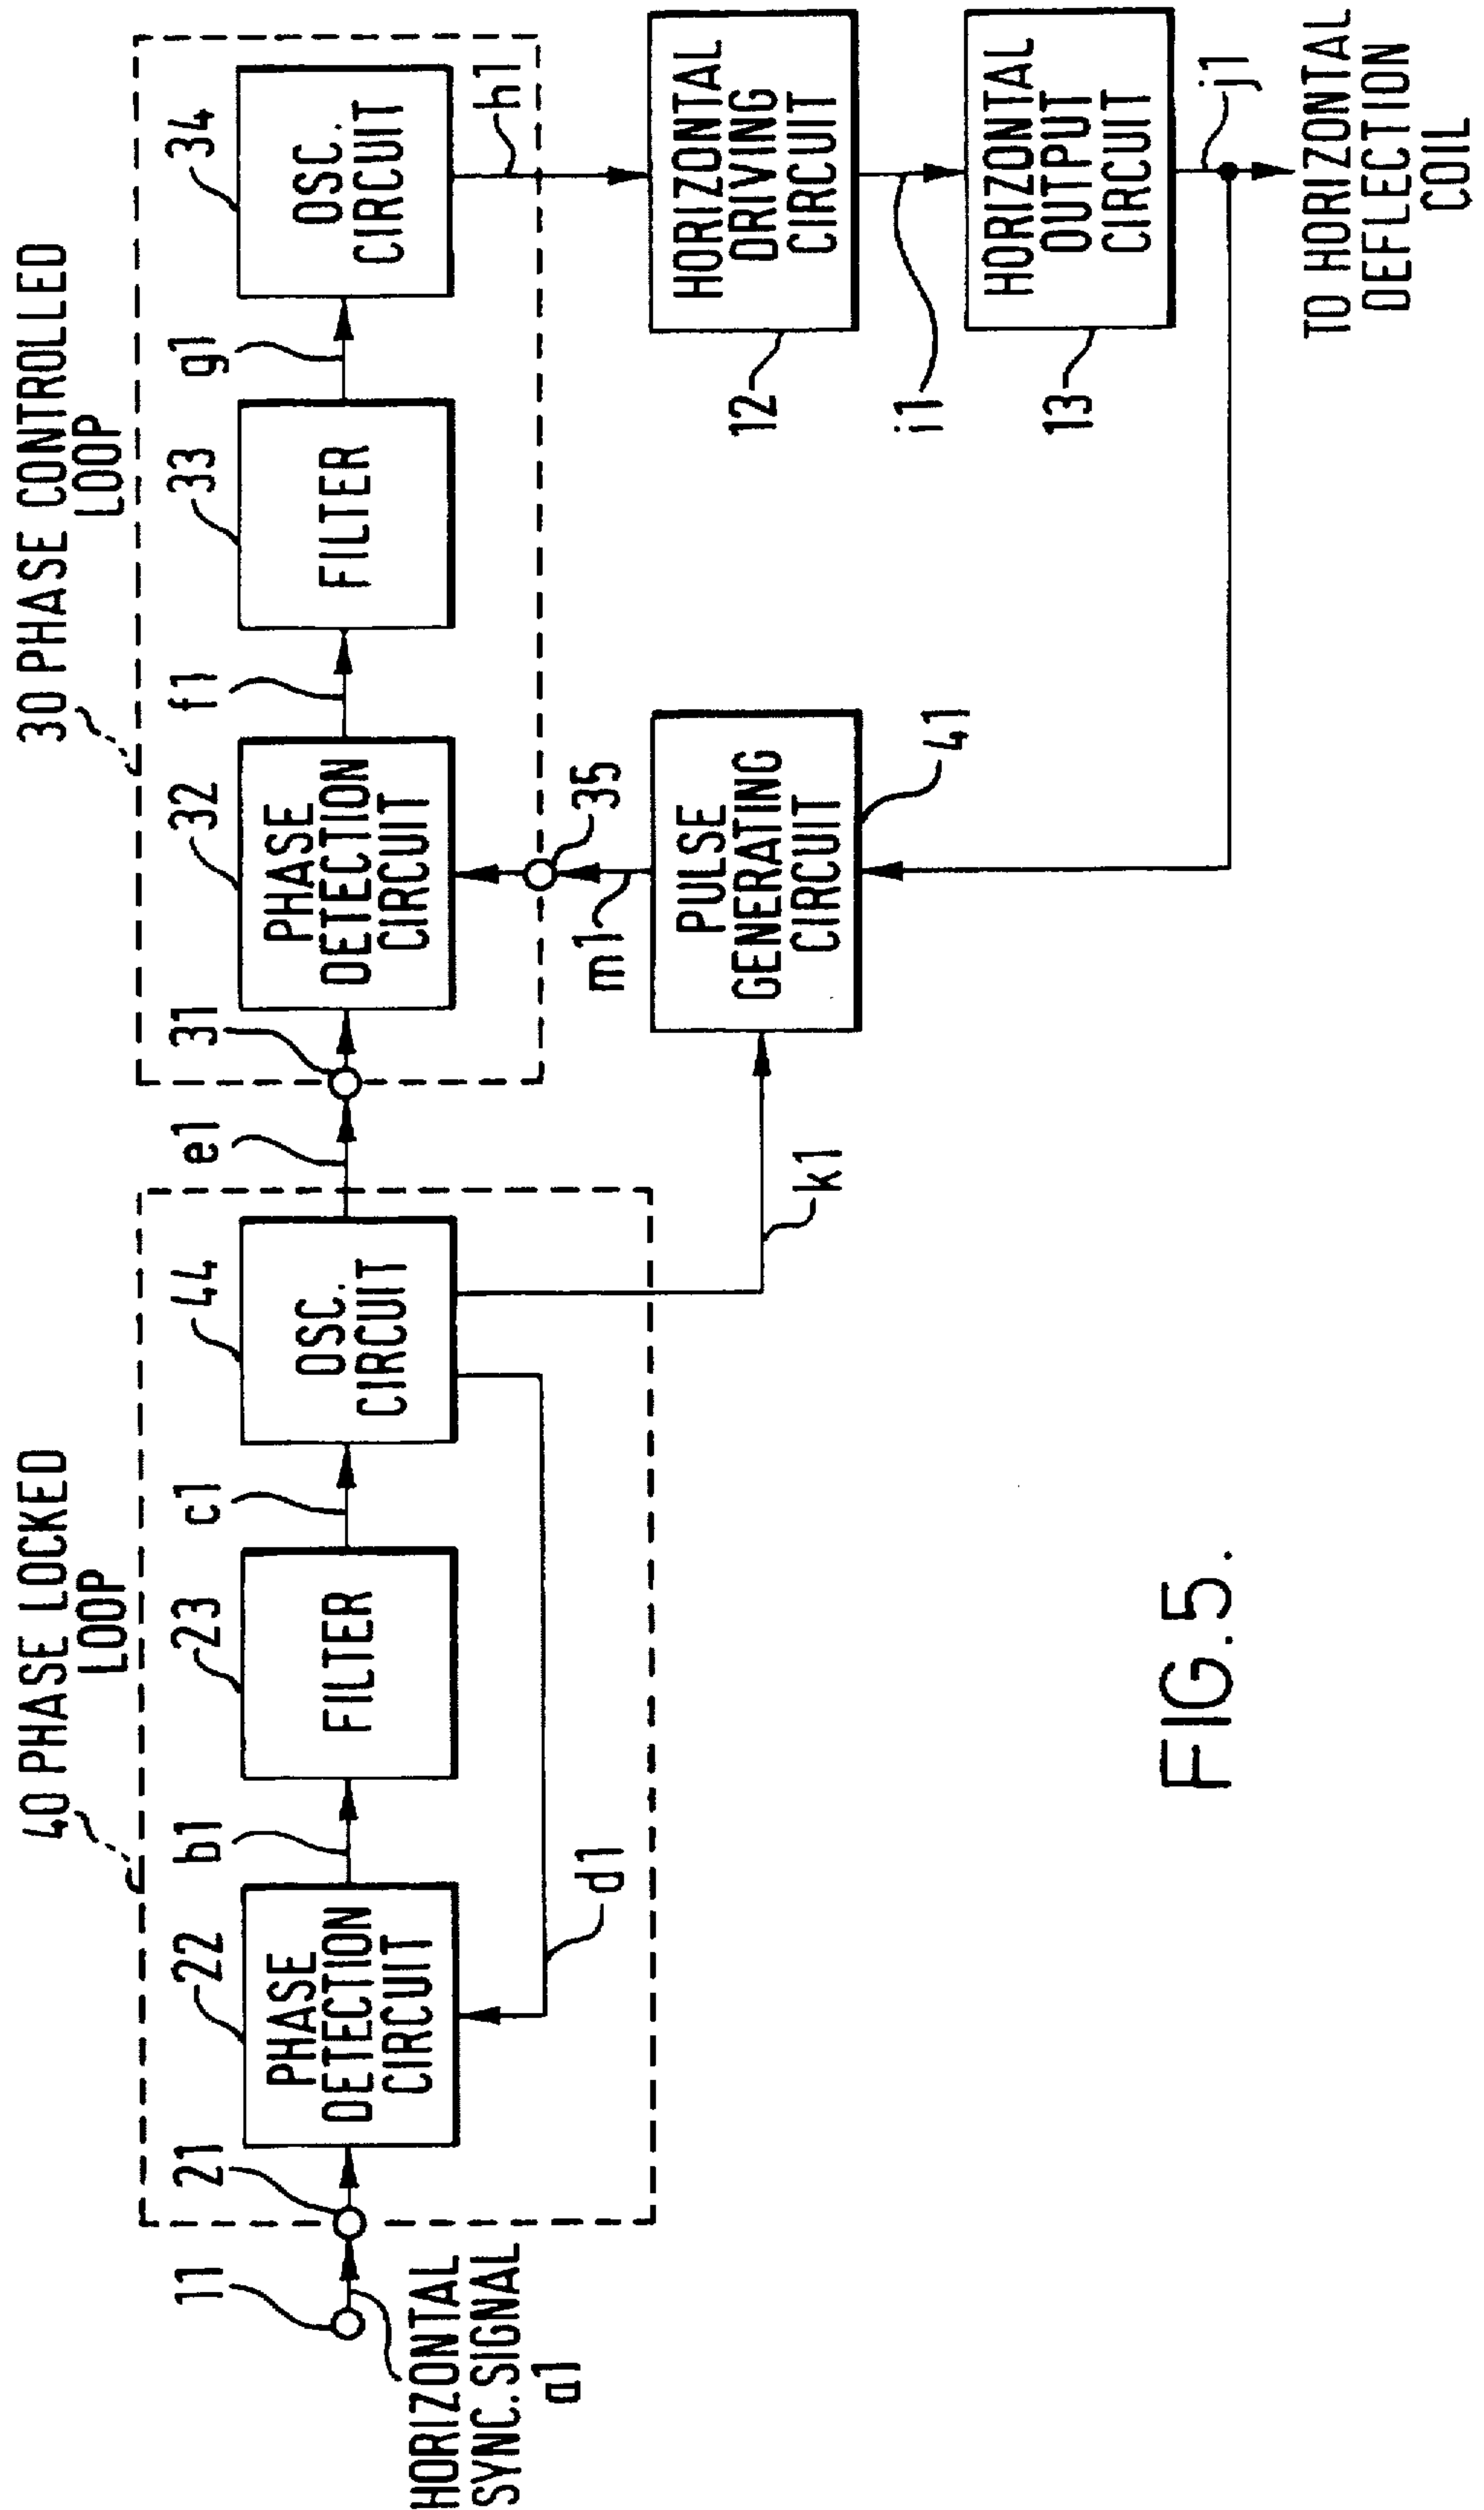 40 PHASE LOCKED
LOOP
30 PHASE CONTROLLED
LOOP
11
21
22
b1
23
c1
44
e1
31
32
f1
33
g1
34
PHASE
DETECTION
CIRCUIT
FILTER
OSC.
CIRCUIT
PHASE
DETECTION
CIRCUIT
FILTER
OSC.
CIRCUIT
HORIZONTAL
SYNC. SIGNAL
a1
d1
k1
m1
35
h1
PULSE
GENERATING
CIRCUIT
41
HORIZONTAL
DRIVING
CIRCUIT
12
i1
HORIZONTAL
OUTPUT
CIRCUIT
13
j1
TO HORIZONTAL
DEFLECTION
COIL
FIG.5.